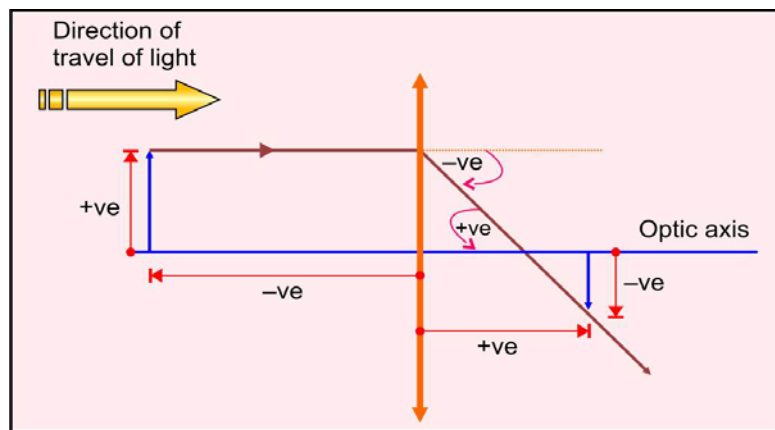 Direction of
travel of light
–ve
+ve
+ve
Optic axis
–ve
–ve
+ve